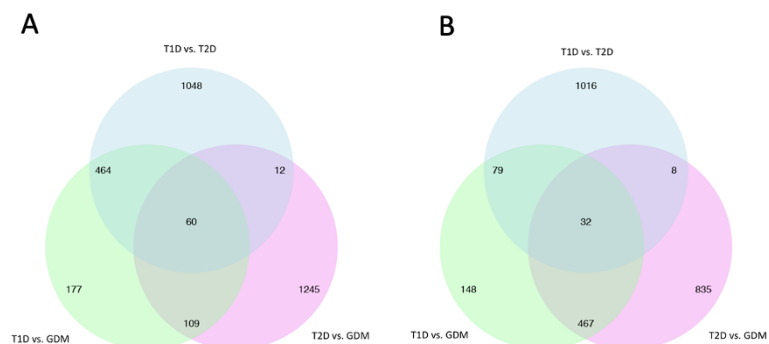 A
T1D vs. T2D
1048
464
12
60
177
1245
109
T1D vs. GDM
T2D vs. GDM
B
T1D vs. T2D
1016
79
8
32
148
835
467
T1D vs. GDM
T2D vs. GDM